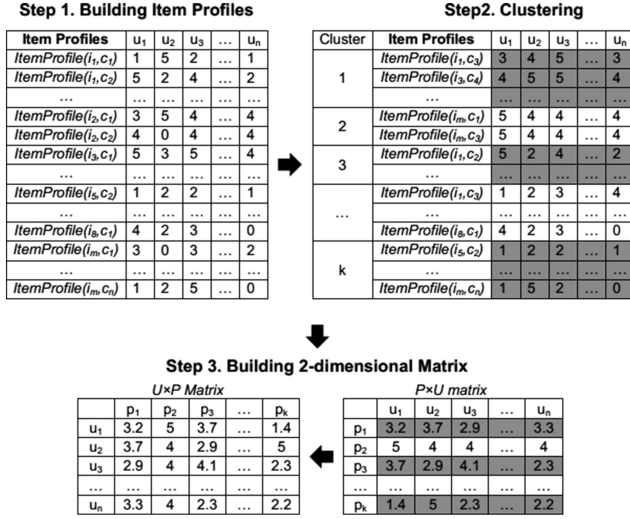 Step 1. Building Item Profiles
Item Profiles u1 u2 u3 ... un
ItemProfile(i1,c1) 1 5 2 ... 1
ItemProfile(i1,c2) 5 2 4 ... 2
... ... ... ... ... ...
ItemProfile(i2,c1) 3 5 4 ... 4
ItemProfile(i2,c2) 4 0 4 ... 4
ItemProfile(i3,c1) 5 3 5 ... 4
... ... ... ... ... ...
ItemProfile(i5,c2) 1 2 2 ... 1
... ... ... ... ... ...
ItemProfile(i8,c1) 4 2 3 ... 0
ItemProfile(im,c1) 3 0 3 ... 2
... ... ... ... ... ...
ItemProfile(im,cn) 1 2 5 ... 0
Step2. Clustering
Cluster Item Profiles u1 u2 u3 ... un
ItemProfile(i1,c3) 3 4 5 ... 3
1 ItemProfile(i3,c4) 4 5 5 ... 4
... ... ... ... ... ...
2 ItemProfile(im,c1) 5 4 4 ... 4
ItemProfile(im,c3) 5 4 4 ... 4
3 ItemProfile(i1,c2) 5 2 4 ... 2
... ... ... ... ... ...
ItemProfile(i1,c3) 1 2 3 ... 4
... ... ... ... ... ... ...
ItemProfile(i8,c1) 4 2 3 ... 0
ItemProfile(i5,c2) 1 2 2 ... 1
k ... ... ... ... ... ...
ItemProfile(im,cn) 1 5 2 ... 0
Step 3. Building 2-dimensional Matrix
U×P Matrix
p1 p2 p3 ... pk
u1 3.2 5 3.7 ... 1.4
u2 3.7 4 2.9 ... 5
u3 2.9 4 4.1 ... 2.3
... ... ... ... ... ...
un 3.3 4 2.3 ... 2.2
P×U matrix
u1 u2 u3 ... un
p1 3.2 3.7 2.9 ... 3.3
p2 5 4 4 ... 4
p3 3.7 2.9 4.1 ... 2.3
... ... ... ... ... ...
pk 1.4 5 2.3 ... 2.2